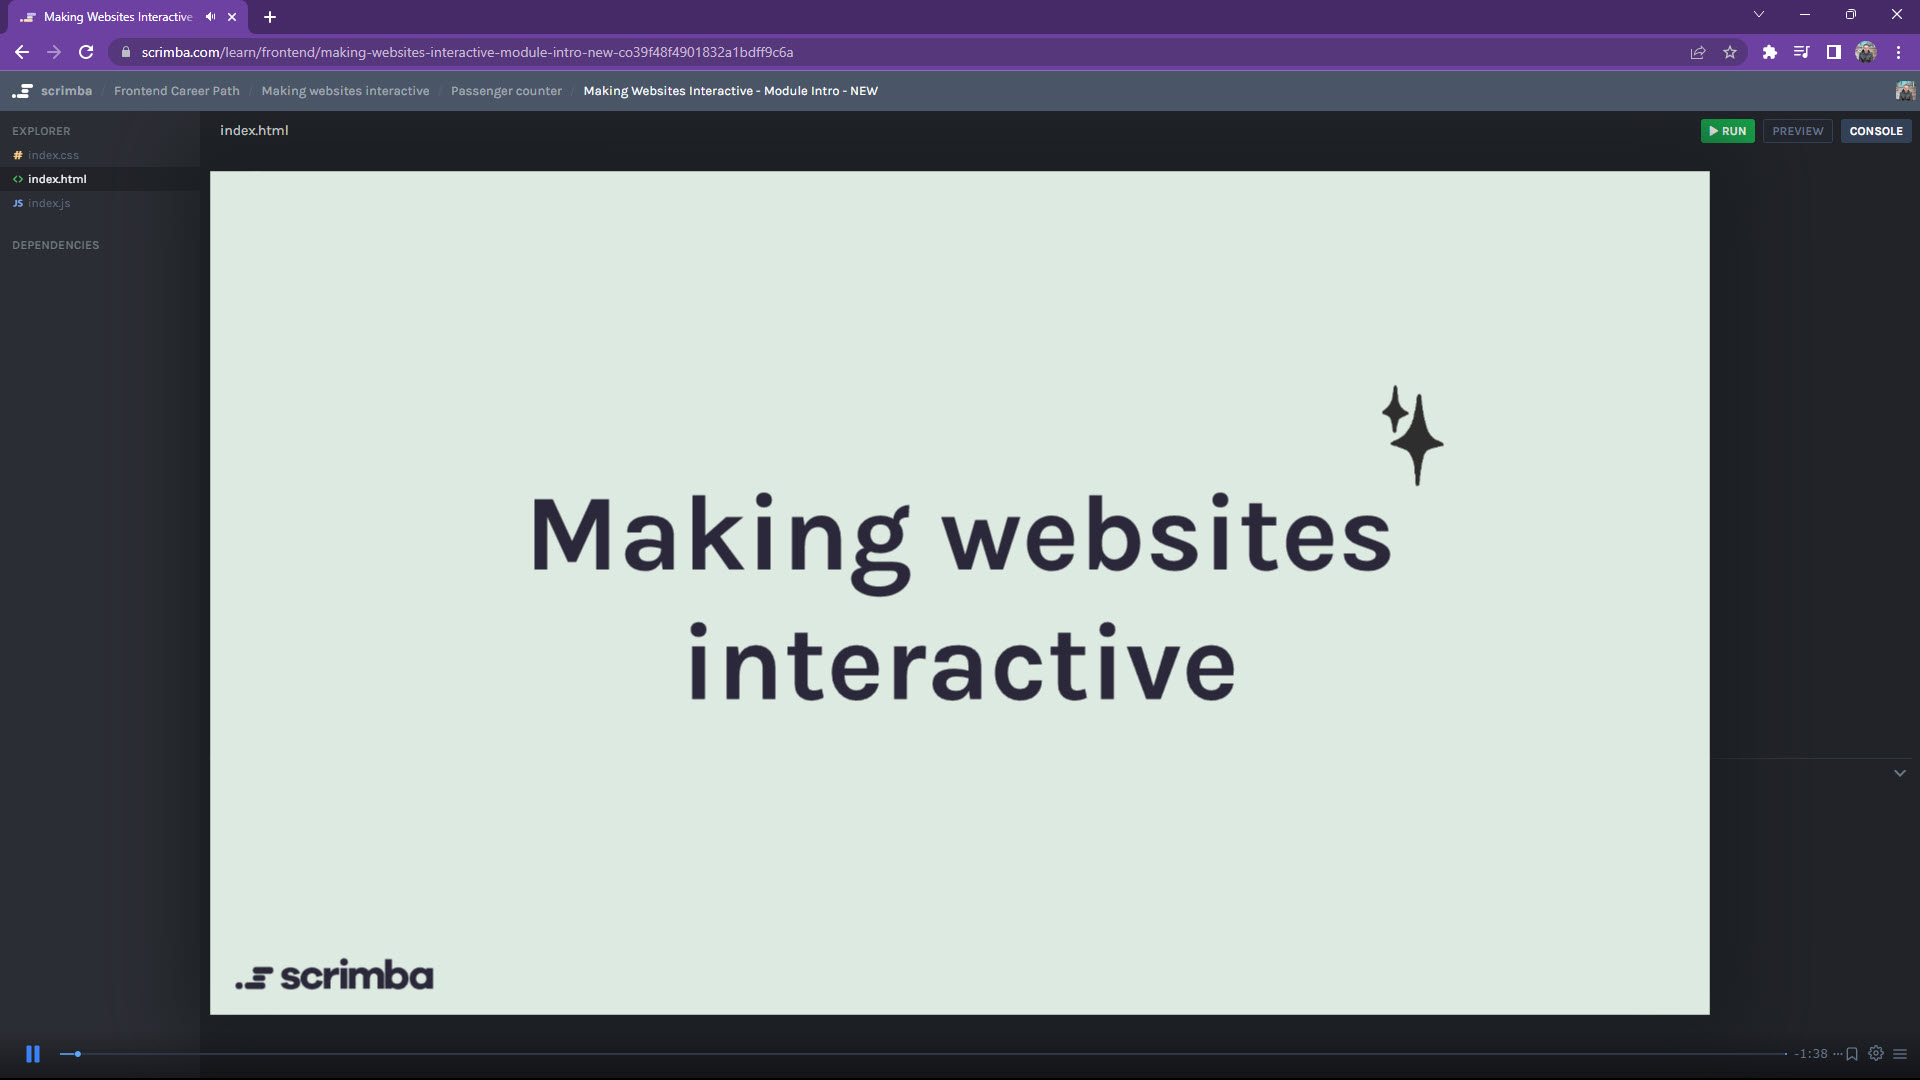 Making Websites Interactive
scrimba.com/learn/frontend/making-websites-interactive-module-intro-new-co39f48f4901832a1bdff9c6a
scrimba / Frontend Career Path / Making websites interactive / Passenger counter / Making Websites Interactive - Module Intro - NEW
EXPLORER
# index.css
<> index.html
JS index.js
DEPENDENCIES
index.html
RUN
PREVIEW
CONSOLE
Making websites
interactive
scrimba
-1:38